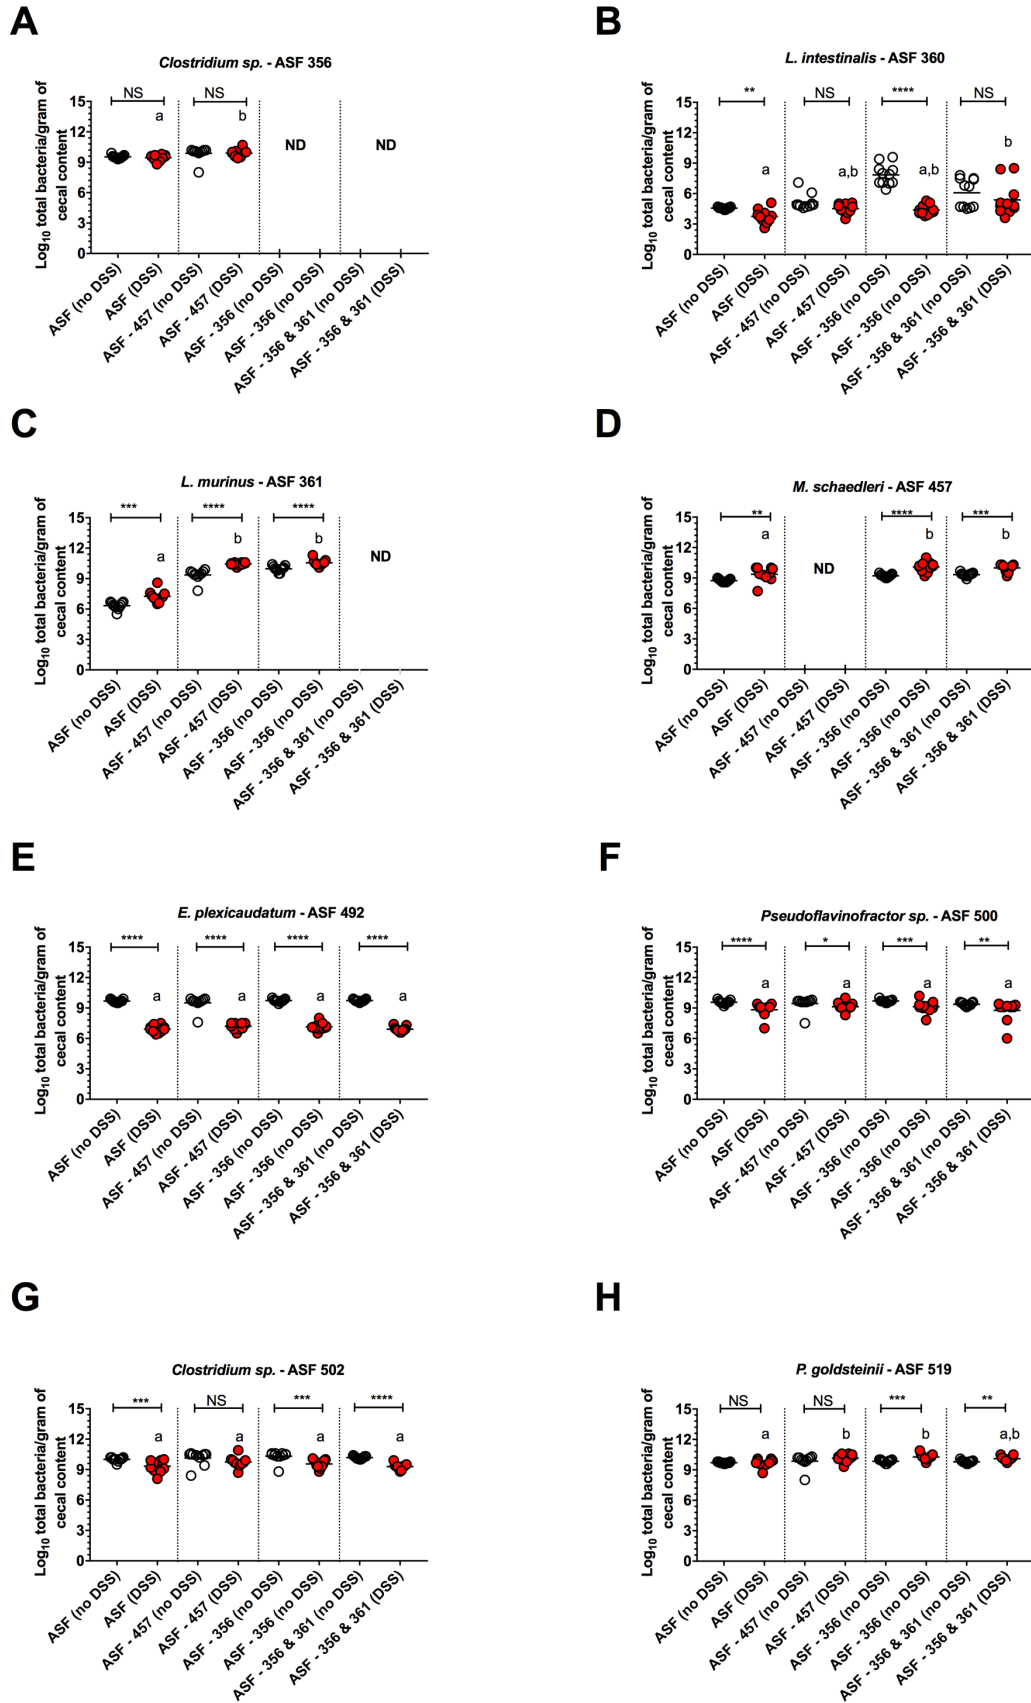 A
Clostridium sp. - ASF 356
Log10 total bacteria/gram of
cecal content
15
12
9
6
3
0
NS
NS
a
b
ND
ND
ASF (no DSS)
ASF (DSS)
ASF - 457 (no DSS)
ASF - 457 (DSS)
ASF - 356 (no DSS)
ASF - 356 (no DSS)
ASF - 356 & 361 (no DSS)
ASF - 356 & 361 (DSS)
B
L. intestinalis - ASF 360
Log10 total bacteria/gram of
cecal content
15
12
9
6
3
0
**
NS
****
NS
a
a,b
a,b
b
ASF (no DSS)
ASF (DSS)
ASF - 457 (no DSS)
ASF - 457 (DSS)
ASF - 356 (no DSS)
ASF - 356 (no DSS)
ASF - 356 & 361 (no DSS)
ASF - 356 & 361 (DSS)
C
L. murinus - ASF 361
Log10 total bacteria/gram of
cecal content
15
12
9
6
3
0
***
****
****
a
b
b
ND
ASF (no DSS)
ASF (DSS)
ASF - 457 (no DSS)
ASF - 457 (DSS)
ASF - 356 (no DSS)
ASF - 356 (no DSS)
ASF - 356 & 361 (no DSS)
ASF - 356 & 361 (DSS)
D
M. schaedleri - ASF 457
Log10 total bacteria/gram of
cecal content
15
12
9
6
3
0
**
****
***
a
ND
b
b
ASF (no DSS)
ASF (DSS)
ASF - 457 (no DSS)
ASF - 457 (DSS)
ASF - 356 (no DSS)
ASF - 356 (no DSS)
ASF - 356 & 361 (no DSS)
ASF - 356 & 361 (DSS)
E
E. plexicaudatum - ASF 492
Log10 total bacteria/gram of
cecal content
15
12
9
6
3
0
****
****
****
****
a
a
a
a
ASF (no DSS)
ASF (DSS)
ASF - 457 (no DSS)
ASF - 457 (DSS)
ASF - 356 (no DSS)
ASF - 356 (no DSS)
ASF - 356 & 361 (no DSS)
ASF - 356 & 361 (DSS)
F
Pseudoflavinofractor sp. - ASF 500
Log10 total bacteria/gram of
cecal content
15
12
9
6
3
0
****
*
***
**
a
a
a
a
ASF (no DSS)
ASF (DSS)
ASF - 457 (no DSS)
ASF - 457 (DSS)
ASF - 356 (no DSS)
ASF - 356 (no DSS)
ASF - 356 & 361 (no DSS)
ASF - 356 & 361 (DSS)
G
Clostridium sp. - ASF 502
Log10 total bacteria/gram of
cecal content
15
12
9
6
3
0
***
NS
***
****
a
a
a
a
ASF (no DSS)
ASF (DSS)
ASF - 457 (no DSS)
ASF - 457 (DSS)
ASF - 356 (no DSS)
ASF - 356 (no DSS)
ASF - 356 & 361 (no DSS)
ASF - 356 & 361 (DSS)
H
P. goldsteinii - ASF 519
Log10 total bacteria/gram of
cecal content
15
12
9
6
3
0
NS
NS
***
**
a
b
b
a,b
ASF (no DSS)
ASF (DSS)
ASF - 457 (no DSS)
ASF - 457 (DSS)
ASF - 356 (no DSS)
ASF - 356 (no DSS)
ASF - 356 & 361 (no DSS)
ASF - 356 & 361 (DSS)